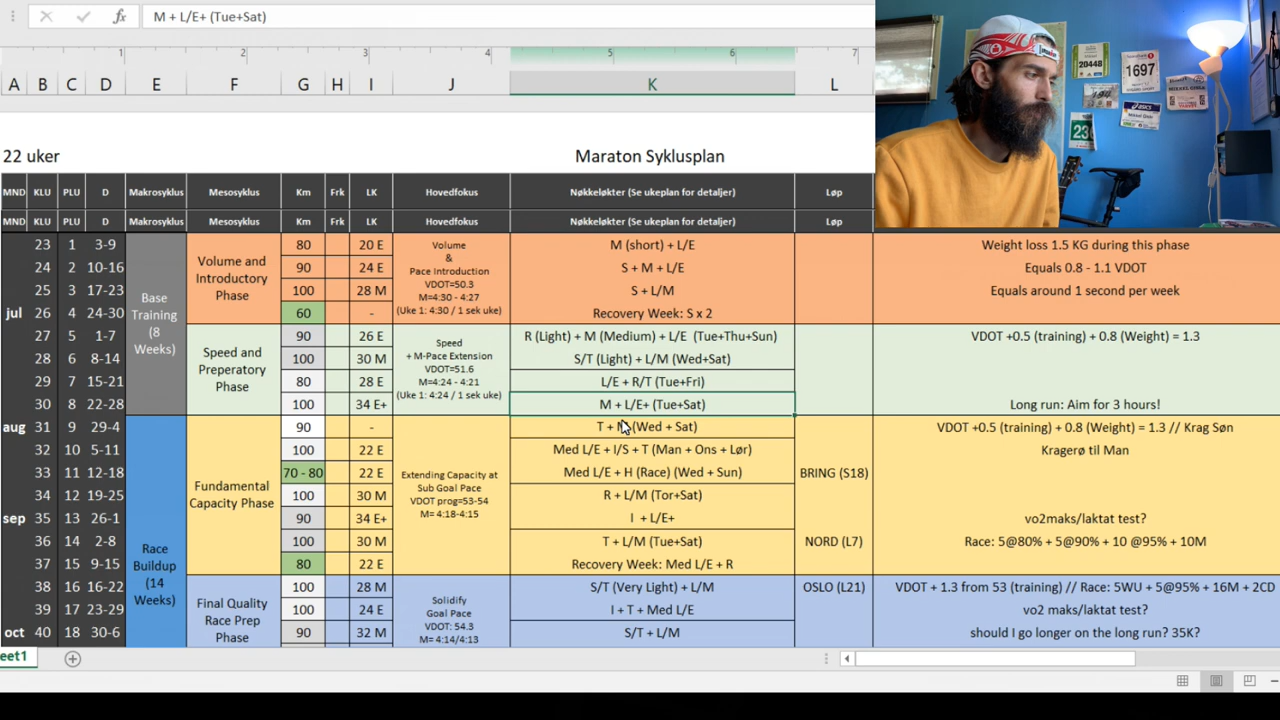 M + L/E+ (Tue+Sat)
1 2 3 4 5 6 7
A B C D E F G H I J K L
22 uker Maraton Syklusplan
MND KLU PLU D Makrosyklus Mesosyklus Km Frk LK Hovedfokus Nøkkeløkter (Se ukeplan for detaljer) Løp
MND KLU PLU D Makrosyklus Mesosyklus Km Frk LK Hovedfokus Nøkkeløkter (Se ukeplan for detaljer) Løp
23 1 3-9 80 20 E M (short) + L/E Weight loss 1.5 KG during this phase
24 2 10-16 90 24 E S + M + L/E Equals 0.8 - 1.1 VDOT
25 3 17-23 100 28 M S + L/M Equals around 1 second per week
jul 26 4 24-30 60 - Recovery Week: S x 2
Volume and
Introductory
Phase
Volume
&
Pace Introduction
VDOT=50.3
M=4:30 - 4:27
(Uke 1: 4:30 / 1 sek uke)
Base
Training
(8
Weeks)
27 5 1-7 90 26 E R (Light) + M (Medium) + L/E (Tue+Thu+Sun) VDOT +0.5 (training) + 0.8 (Weight) = 1.3
28 6 8-14 100 30 M S/T (Light) + L/M (Wed+Sat)
29 7 15-21 80 28 E L/E + R/T (Tue+Fri)
30 8 22-28 100 34 E+ M + L/E+ (Tue+Sat) Long run: Aim for 3 hours!
Speed and
Preperatory
Phase
Speed
+ M-Pace Extension
VDOT=51.6
M=4:24 - 4:21
(Uke 1: 4:24 / 1 sek uke)
aug 31 9 29-4 90 - T + M (Wed + Sat) VDOT +0.5 (training) + 0.8 (Weight) = 1.3 // Krag Søn
32 10 5-11 100 22 E Med L/E + I/S + T (Man + Ons + Lør) Kragerø til Man
33 11 12-18 70 - 80 22 E Med L/E + H (Race) (Wed + Sun) BRING (S18)
34 12 19-25 100 30 M R + L/M (Tor+Sat)
sep 35 13 26-1 90 34 E+ I + L/E+ vo2maks/laktat test?
36 14 2-8 100 30 M T + L/M (Tue+Sat) NORD (L7) Race: 5@80% + 5@90% + 10 @95% + 10M
37 15 9-15 80 22 E Recovery Week: Med L/E + R
Fundamental
Capacity Phase
Extending Capacity at
Sub Goal Pace
VDOT prog=53-54
M= 4:18-4:15
Race
Buildup
(14
Weeks)
38 16 16-22 100 28 M S/T (Very Light) + L/M OSLO (L21) VDOT + 1.3 from 53 (training) // Race: 5WU + 5@95% + 16M + 2CD
39 17 23-29 100 24 E I + T + Med L/E vo2 maks/laktat test?
oct 40 18 30-6 90 32 M S/T + L/M should I go longer on the long run? 35K?
Final Quality
Race Prep
Phase
Solidify
Goal Pace
VDOT: 54.3
M= 4:14/4:13
eet1
20448
1697